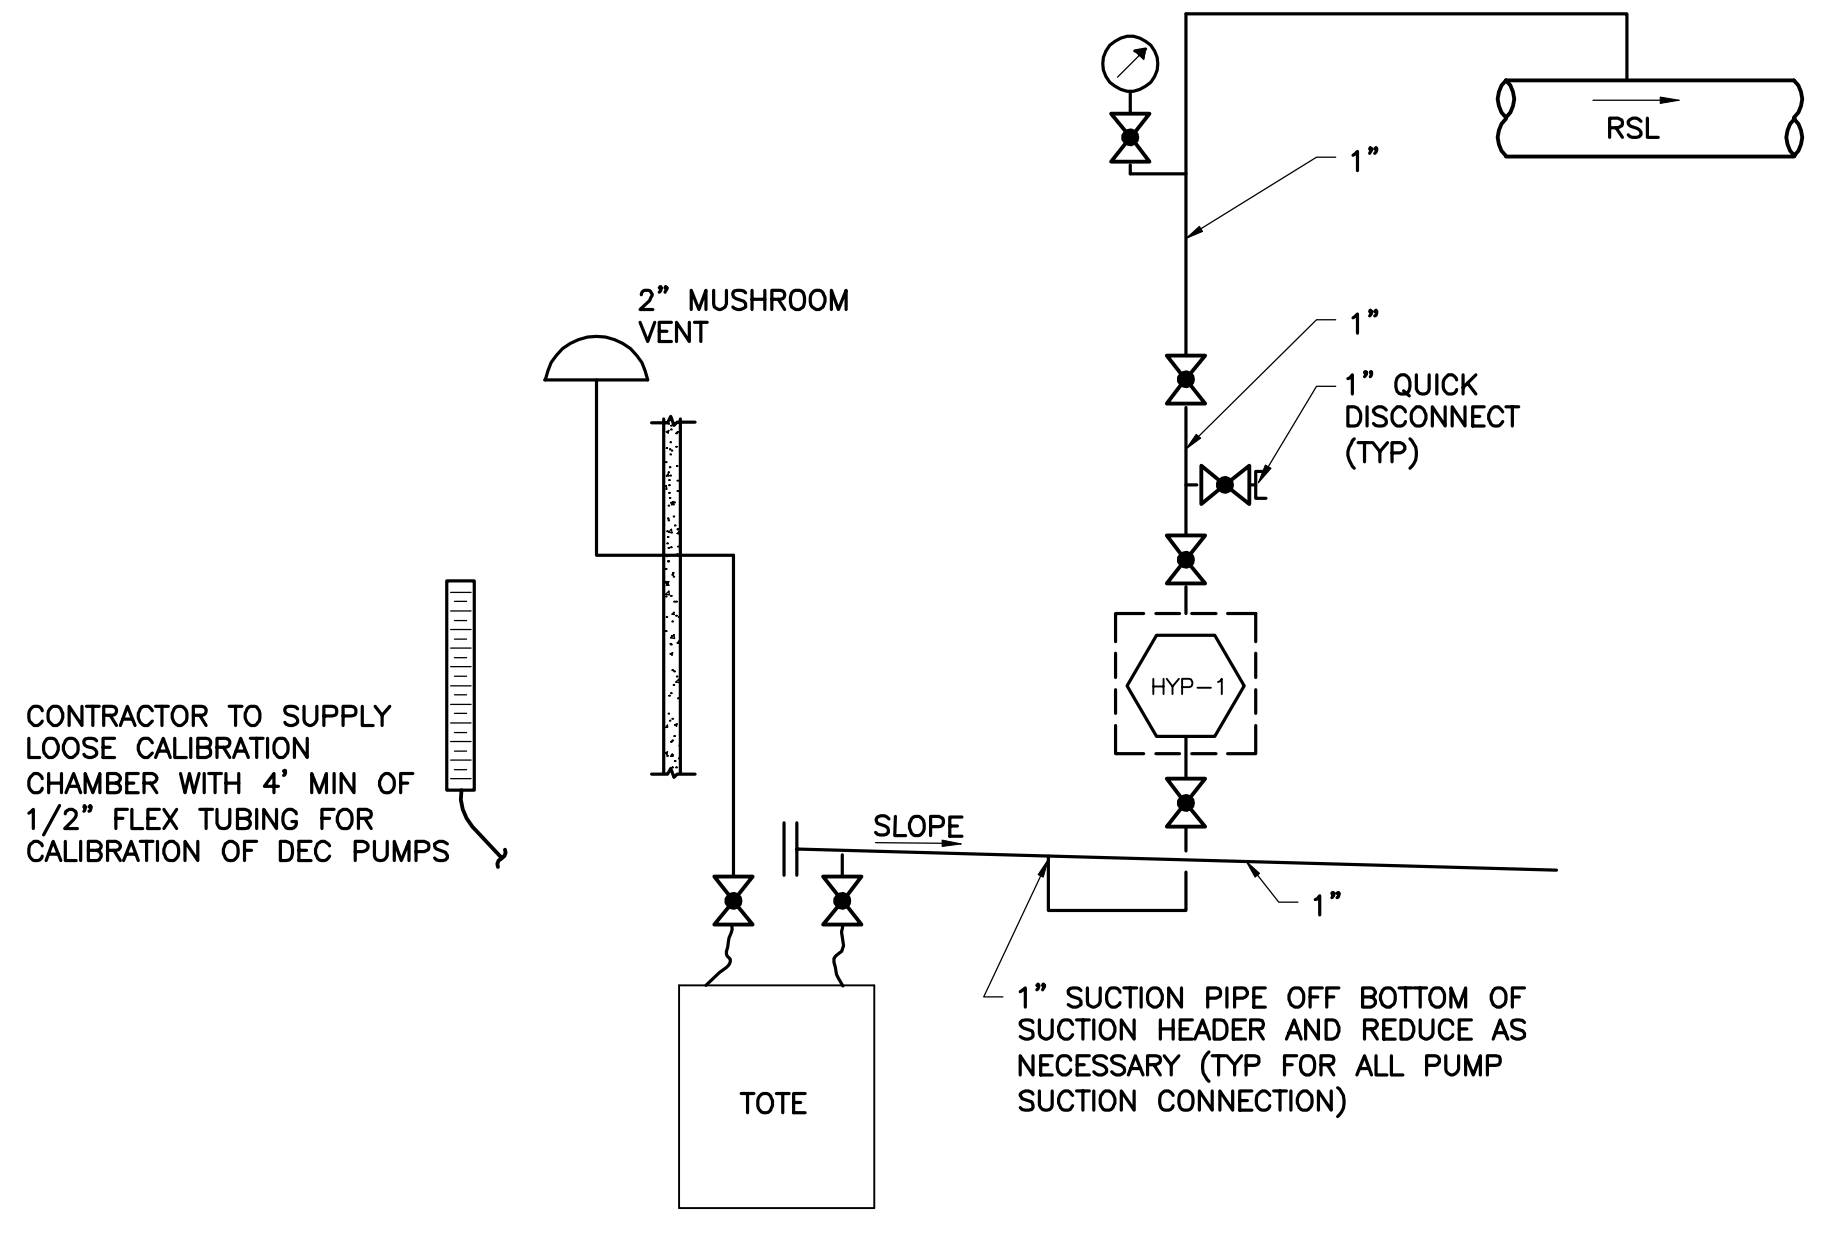 RSL
1"
2" MUSHROOM
VENT
1"
1" QUICK
DISCONNECT
(TYP)
HYP-1
CONTRACTOR TO SUPPLY
LOOSE CALIBRATION
CHAMBER WITH 4' MIN OF
1/2" FLEX TUBING FOR
CALIBRATION OF DEC PUMPS
SLOPE
1"
1" SUCTION PIPE OFF BOTTOM OF
SUCTION HEADER AND REDUCE AS
NECESSARY (TYP FOR ALL PUMP
SUCTION CONNECTION)
TOTE